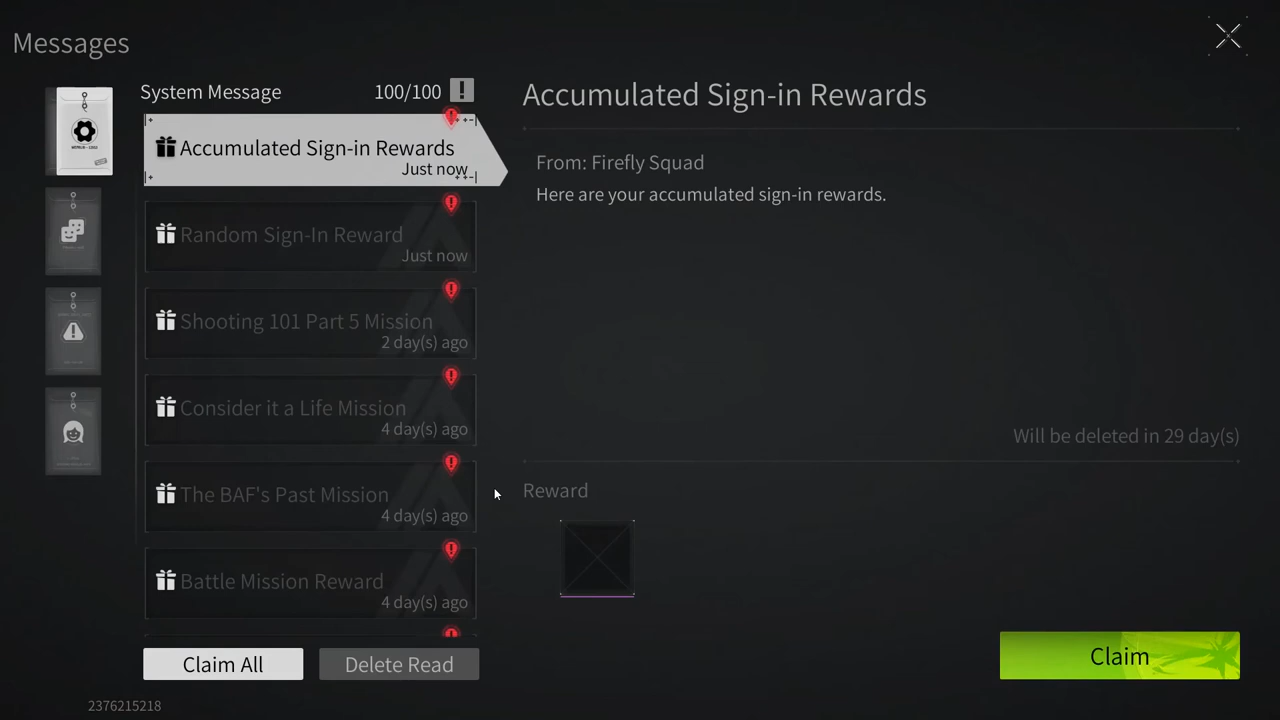 Messages
System Message 100/100
Accumulated Sign-in Rewards
Just now
Random Sign-In Reward
Just now
Shooting 101 Part 5 Mission
2 day(s) ago
Consider it a Life Mission
4 day(s) ago
The BAF's Past Mission
4 day(s) ago
Battle Mission Reward
4 day(s) ago
Claim All
Delete Read
2376215218
Accumulated Sign-in Rewards
From: Firefly Squad
Here are your accumulated sign-in rewards.
Will be deleted in 29 day(s)
Reward
Claim